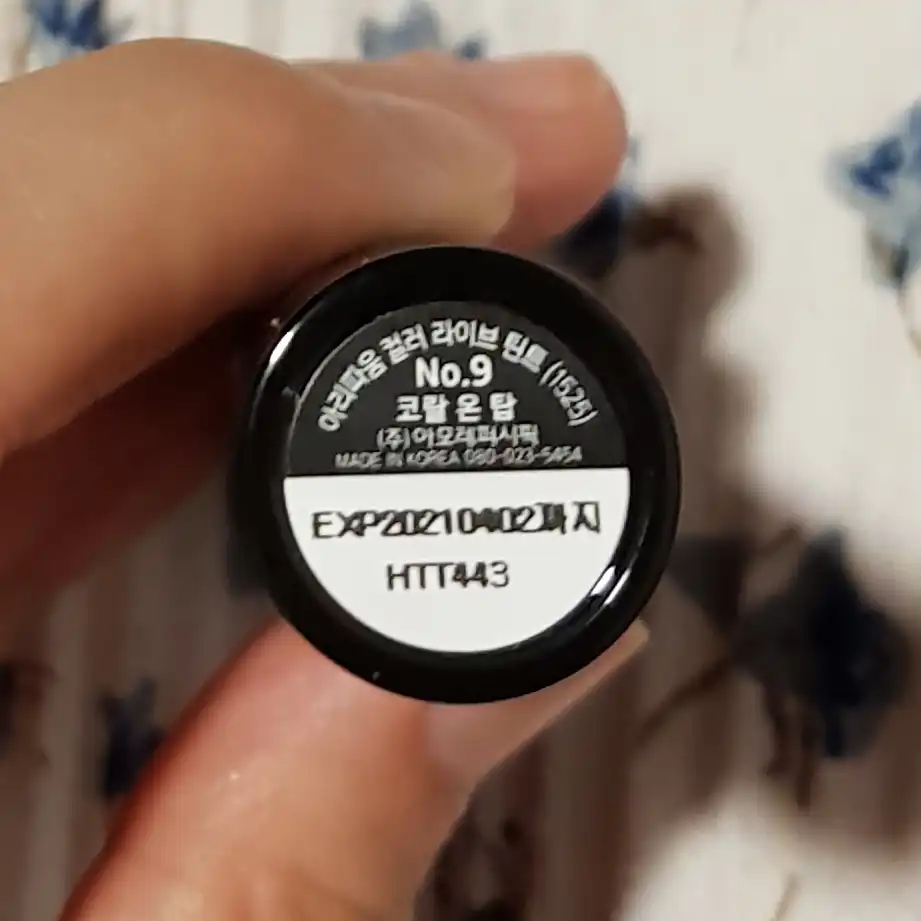 아리따움 컬러 라이브 틴트 (1525)
No.9
코랄 온 탑
(주)아모레퍼시픽
MADE IN KOREA 080-023-5454
EXP20210402까지
HTT443